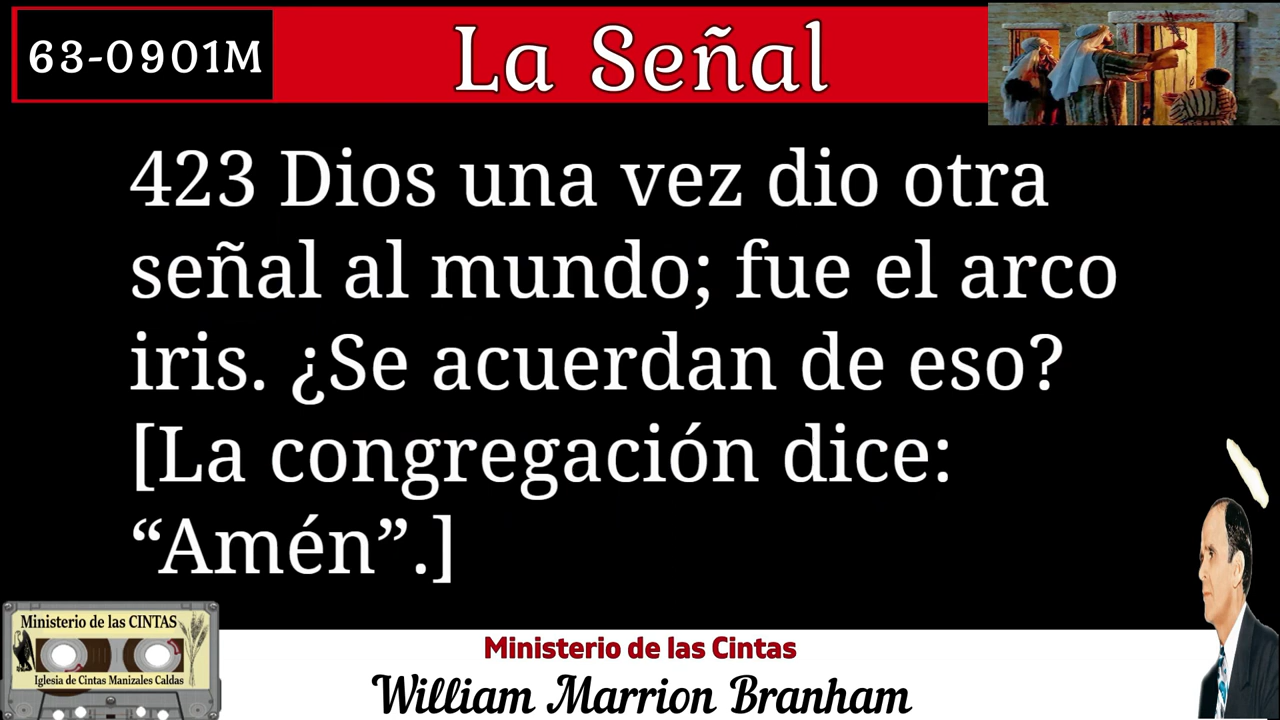 63-0901M
La Señal
423 Dios una vez dio otra
señal al mundo; fue el arco
iris. ¿Se acuerdan de eso?
[La congregación dice:
“Amén”.]
Ministerio de las CINTAS
Iglesia de Cintas Manizales Caldas
Ministerio de las Cintas
William Marrion Branham